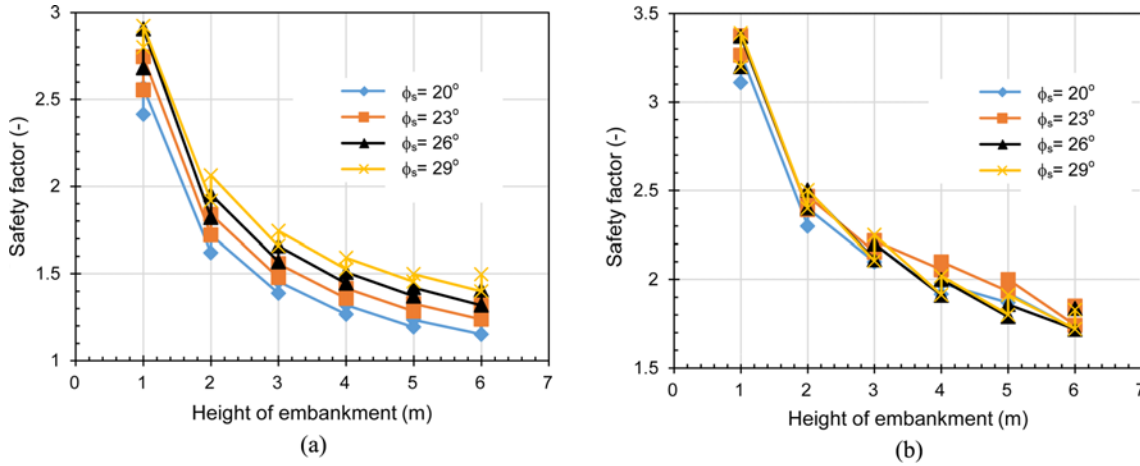 3
2.5
2
1.5
1
Safety factor (-)
ϕₛ= 20°
ϕₛ= 23°
ϕₛ= 26°
ϕₛ= 29°
0 1 2 3 4 5 6 7
Height of embankment (m)
(a)
3.5
3
2.5
2
1.5
Safety factor (-)
ϕₛ= 20°
ϕₛ= 23°
ϕₛ= 26°
ϕₛ= 29°
0 1 2 3 4 5 6 7
Height of embankment (m)
(b)